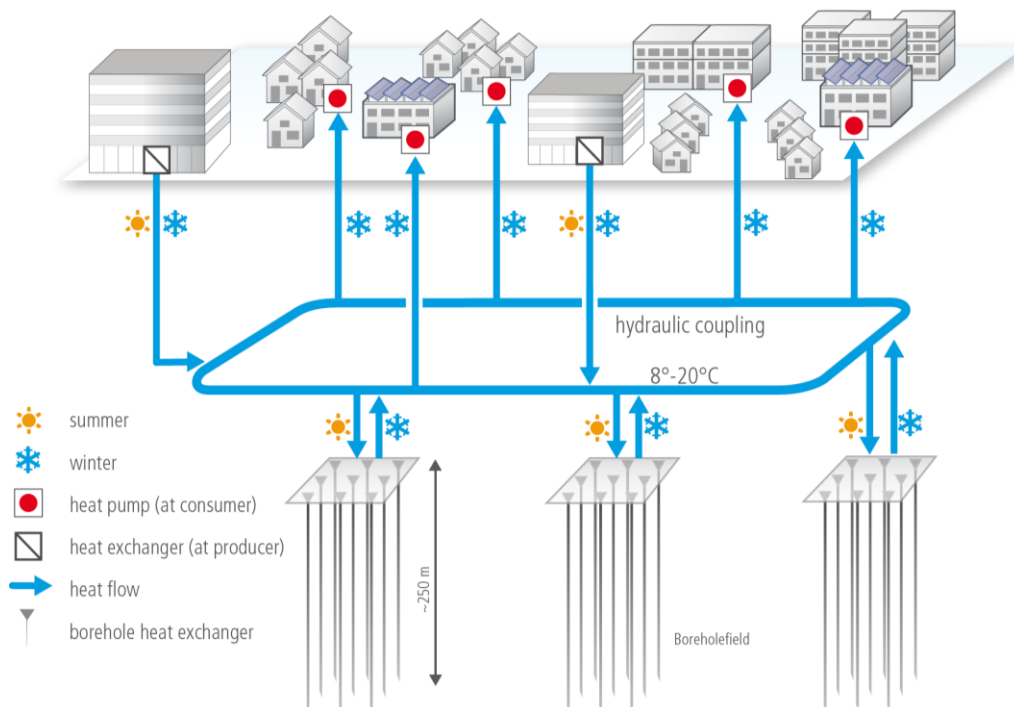 hydraulic coupling
8°-20°C
summer
winter
heat pump (at consumer)
heat exchanger (at producer)
heat flow
borehole heat exchanger
~250 m
Boreholefield